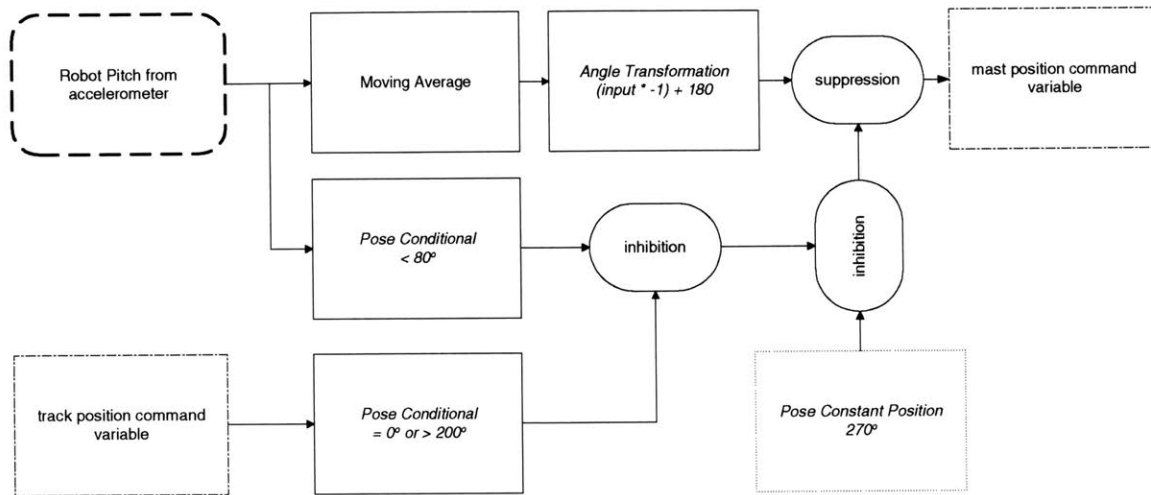 Robot Pitch from
accelerometer
Moving Average
Angle Transformation
(input * -1) + 180
suppression
mast position command
variable
Pose Conditional
< 80º
inhibition
inhibition
track position command
variable
Pose Conditional
= 0º or > 200º
Pose Constant Position
270º